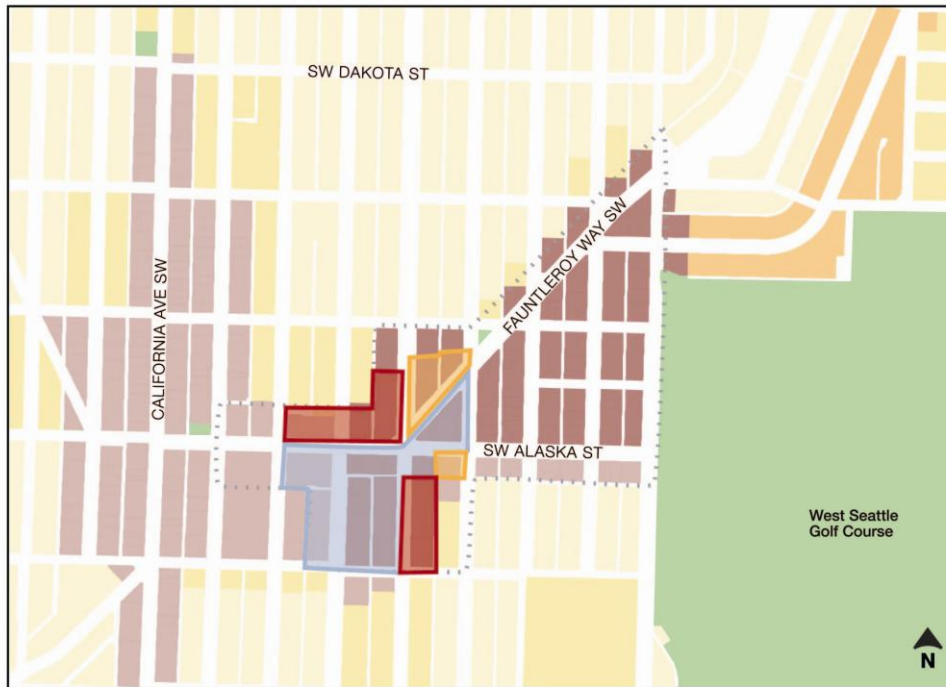 SW DAKOTA ST
CALIFORNIA AVE SW
FAUNTLEROY WAY SW
SW ALASKA ST
West Seattle
Golf Course
N